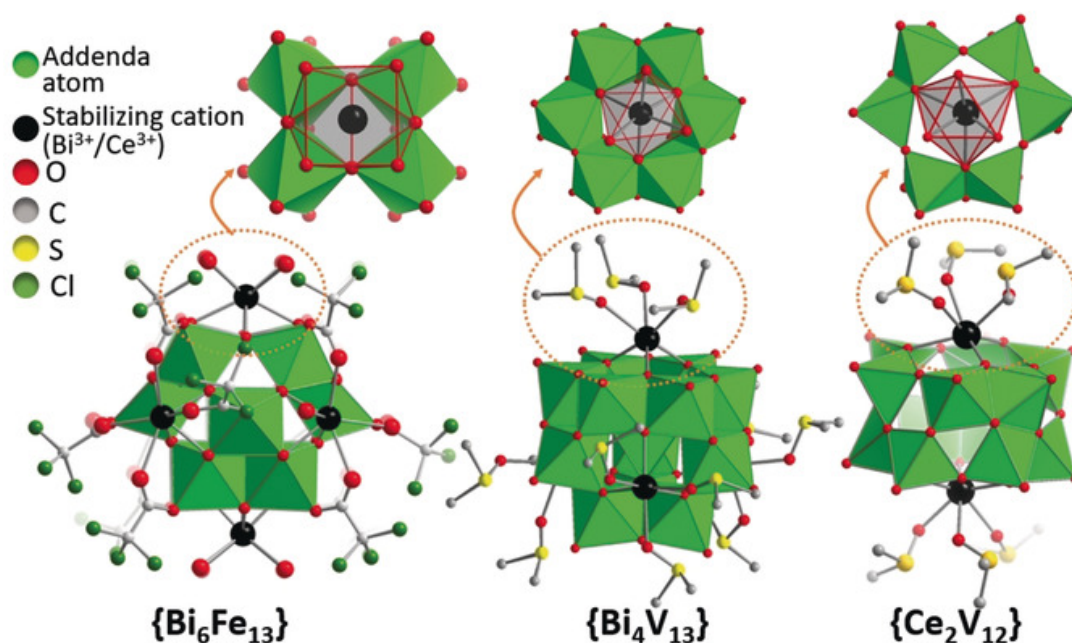 Addenda
atom
Stabilizing cation
(Bi³⁺/Ce³⁺)
O
C
S
Cl
{Bi₆Fe₁₃}
{Bi₄V₁₃}
{Ce₂V₁₂}